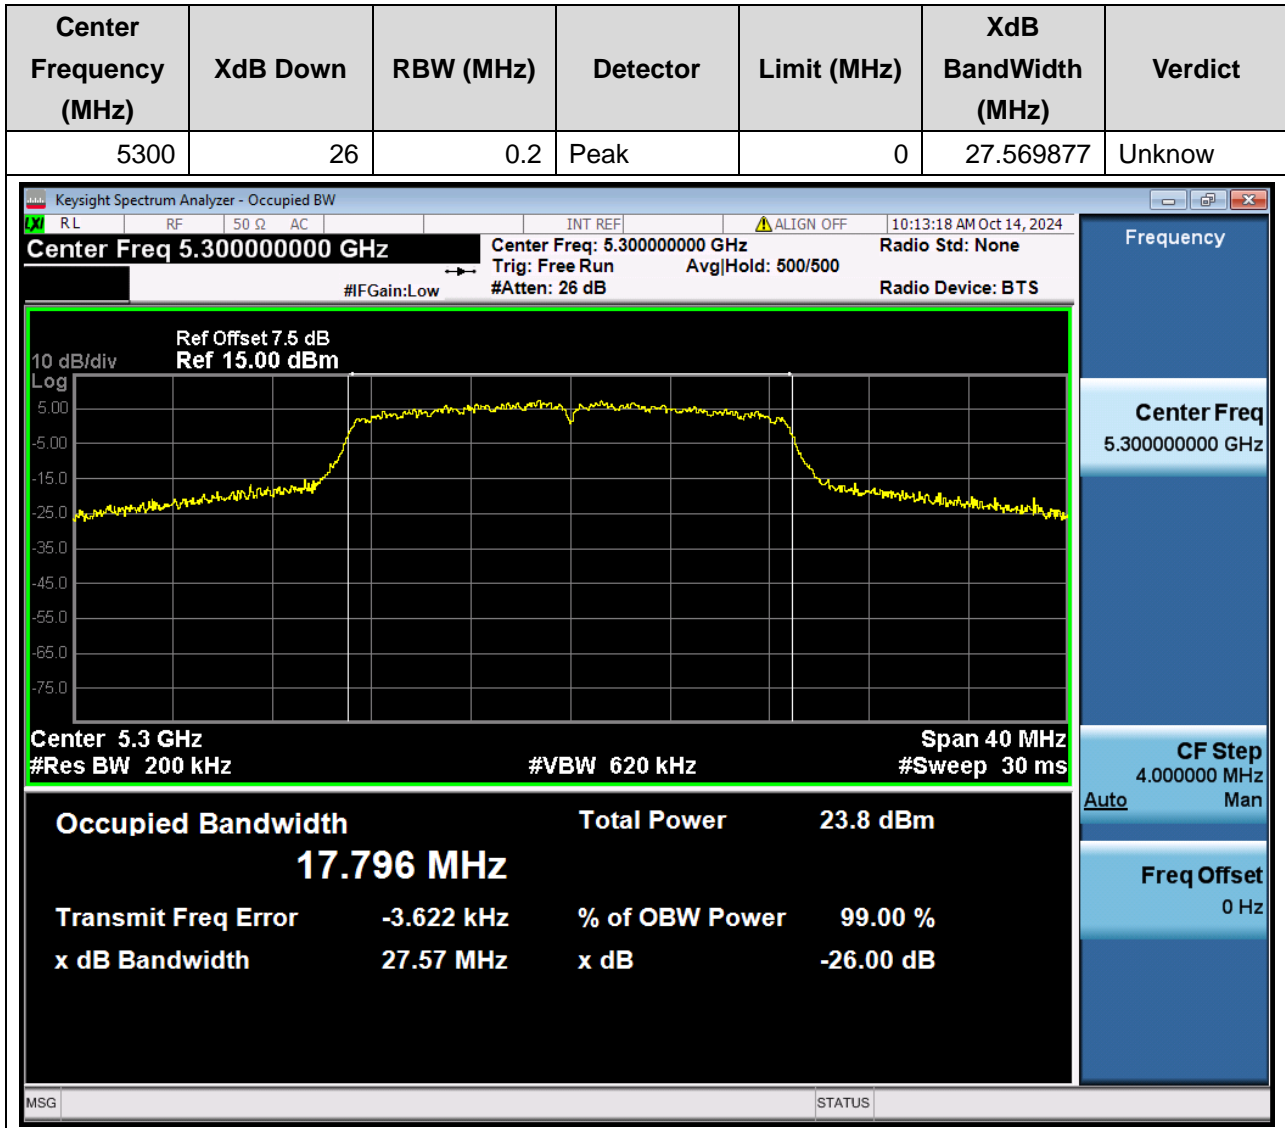 Center Frequency (MHz) XdB Down RBW (MHz) Detector Limit (MHz) XdB BandWidth (MHz) Verdict
5300 26 0.2 Peak 0 27.569877 Unknow
Keysight Spectrum Analyzer - Occupied BW
LXI RL RF 50 Ω AC INT REF ALIGN OFF 10:13:18 AM Oct 14, 2024
Center Freq 5.300000000 GHz
Center Freq: 5.300000000 GHz
Radio Std: None
Trig: Free Run Avg|Hold: 500/500
#IFGain:Low
#Atten: 26 dB
Radio Device: BTS
Ref Offset 7.5 dB
10 dB/div Ref 15.00 dBm
Log
5.00
-5.00
-15.0
-25.0
-35.0
-45.0
-55.0
-65.0
-75.0
Center 5.3 GHz Span 40 MHz
#Res BW 200 kHz #VBW 620 kHz #Sweep 30 ms
Occupied Bandwidth Total Power 23.8 dBm
17.796 MHz
Transmit Freq Error -3.622 kHz % of OBW Power 99.00 %
x dB Bandwidth 27.57 MHz x dB -26.00 dB
Frequency
Center Freq
5.300000000 GHz
CF Step
4.000000 MHz
Auto Man
Freq Offset
0 Hz
MSG STATUS